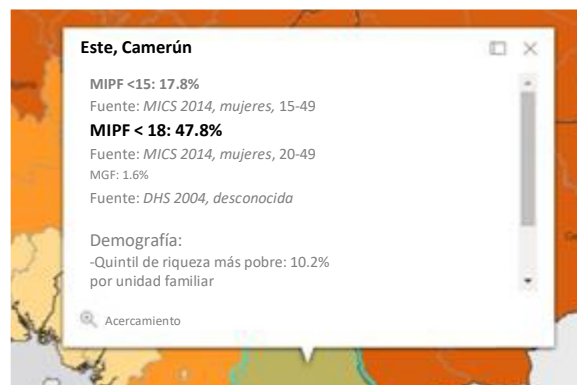 Este, Camerún
MIPF <15: 17.8%
Fuente: MICS 2014, mujeres, 15-49
MIPF < 18: 47.8%
Fuente: MICS 2014, mujeres, 20-49
MGF: 1.6%
Fuente: DHS 2004, desconocida
Demografía:
-Quintil de riqueza más pobre: 10.2%
por unidad familiar
Acercamiento